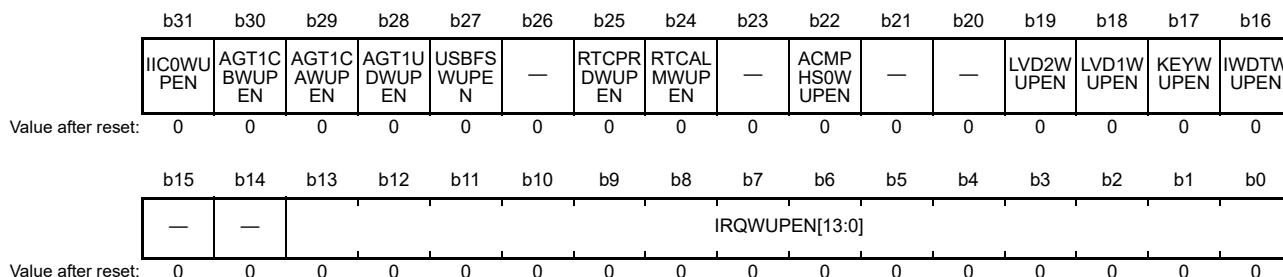 b31 b30 b29 b28 b27 b26 b25 b24 b23 b22 b21 b20 b19 b18 b17 b16
IIC0WU AGT1C AGT1C AGT1U USBFS — RTCPR RTCAL — ACMP — — LVD2W LVD1W KEYW IWDTW
PEN BWUP AWUP DWUP WUPE DWUP MWUP HS0W UPEN UPEN UPEN UPEN
EN EN EN N EN EN UPEN
Value after reset: 0 0 0 0 0 0 0 0 0 0 0 0 0 0 0 0
b15 b14 b13 b12 b11 b10 b9 b8 b7 b6 b5 b4 b3 b2 b1 b0
— — IRQWUPEN[13:0]
Value after reset: 0 0 0 0 0 0 0 0 0 0 0 0 0 0 0 0